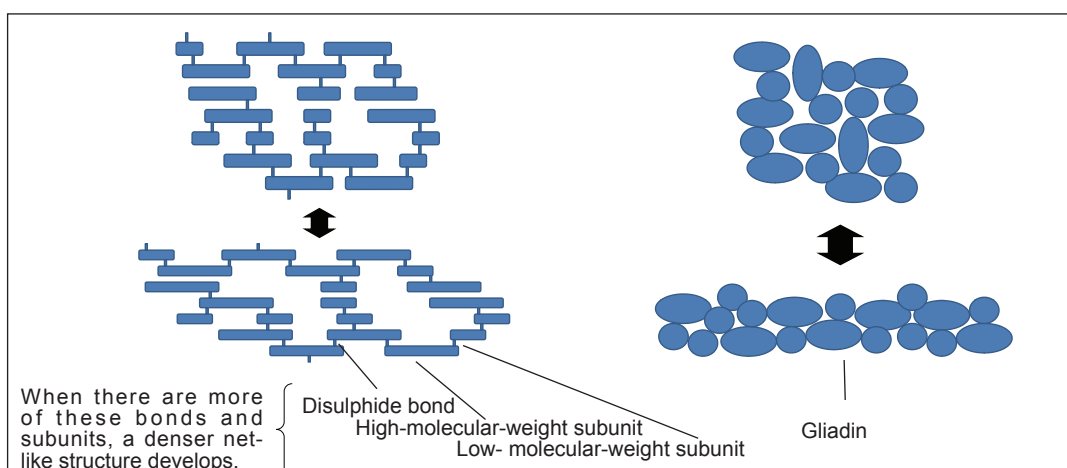 When there are more
of these bonds and
subunits, a denser net-
like structure develops.
Disulphide bond
High-molecular-weight subunit
Low- molecular-weight subunit
Gliadin